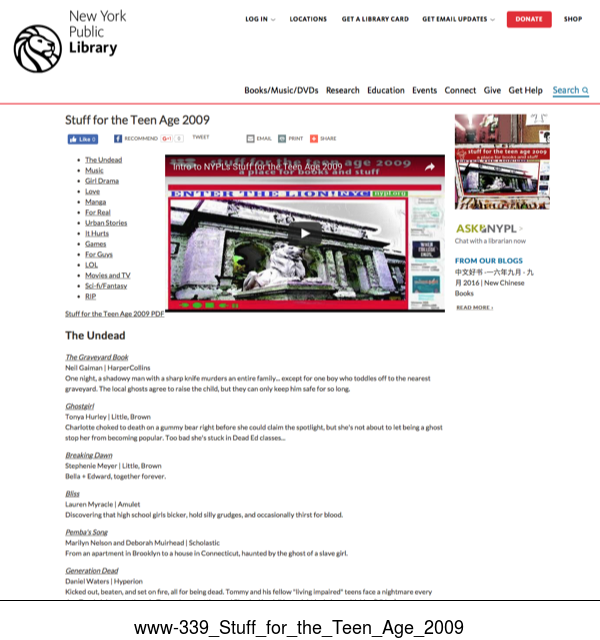 New York
Public
Library
LOG IN
LOCATIONS
GET A LIBRARY CARD
GET EMAIL UPDATES
DONATE
SHOP
Books/Music/DVDs Research Education Events Connect Give Get Help Search
Stuff for the Teen Age 2009
Like 0
RECOMMEND
0
TWEET
EMAIL
PRINT
SHARE
The Undead
Music
Girl Drama
Love
Manga
For Real
Urban Stories
It Hurts
Games
For Guys
LOL
Movies and TV
Sci-fi/Fantasy
RIP
Stuff for the Teen Age 2009 PDF
Intro to NYPL's Stuff for the Teen Age 2009
stuff for the teen age 2009
a place for books and stuff
ENTER THE LION! NYC nypl.org
stuff for the teen age 2009
a place for books and stuff
ASK NYPL
Chat with a librarian now
FROM OUR BLOGS
中文好书 - 一六年九月 - 九
月 2016 | New Chinese
Books
READ MORE ›
The Undead
The Graveyard Book
Neil Gaiman | HarperCollins
One night, a shadowy man with a sharp knife murders an entire family... except for one boy who toddles off to the nearest
graveyard. The local ghosts agree to raise the child, but they can only keep him safe for so long.
Ghostgirl
Tonya Hurley | Little, Brown
Charlotte choked to death on a gummy bear right before she could claim the spotlight, but she's not about to let being a ghost
stop her from becoming popular. Too bad she's stuck in Dead Ed classes...
Breaking Dawn
Stephenie Meyer | Little, Brown
Bella + Edward, together forever.
Bliss
Lauren Myracle | Amulet
Discovering that high school girls bicker, hold silly grudges, and occasionally thirst for blood.
Pemba's Song
Marilyn Nelson and Deborah Muirhead | Scholastic
From an apartment in Brooklyn to a house in Connecticut, haunted by the ghost of a slave girl.
Generation Dead
Daniel Waters | Hyperion
Kicked out, beaten, and set on fire, all for being dead. Tommy and his fellow "living impaired" teens face a nightmare every
www-339_Stuff_for_the_Teen_Age_2009